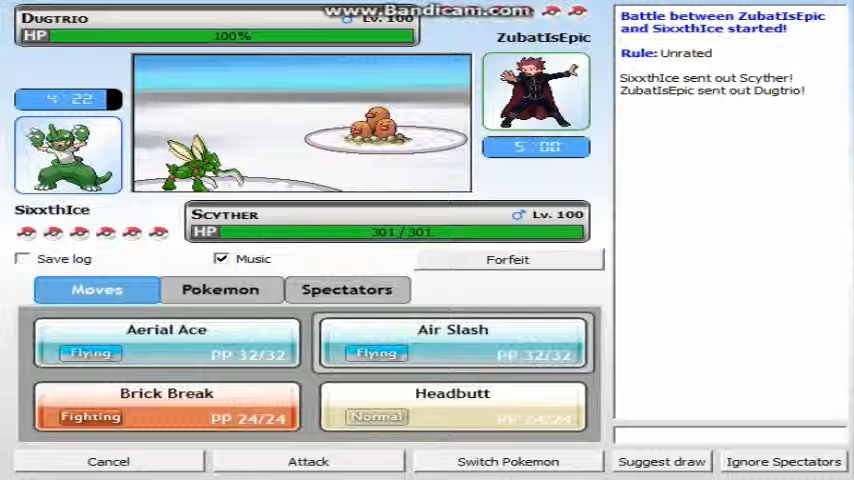 www.Bandicam.com
DUGTRIO ♂ Lv. 100
HP 100%
ZubatIsEpic
4:22
5:00
SixxthIce
SCYTHER ♂ Lv. 100
HP 301/301
Save log Music Forfeit
Moves Pokemon Spectators
Aerial Ace Air Slash
Flying PP 32/32 Flying PP 32/32
Brick Break Headbutt
Fighting PP 24/24 Normal PP 24/24
Cancel Attack Switch Pokemon Suggest draw Ignore Spectators
Battle between ZubatIsEpic
and SixxthIce started!
Rule: Unrated
SixxthIce sent out Scyther!
ZubatIsEpic sent out Dugtrio!